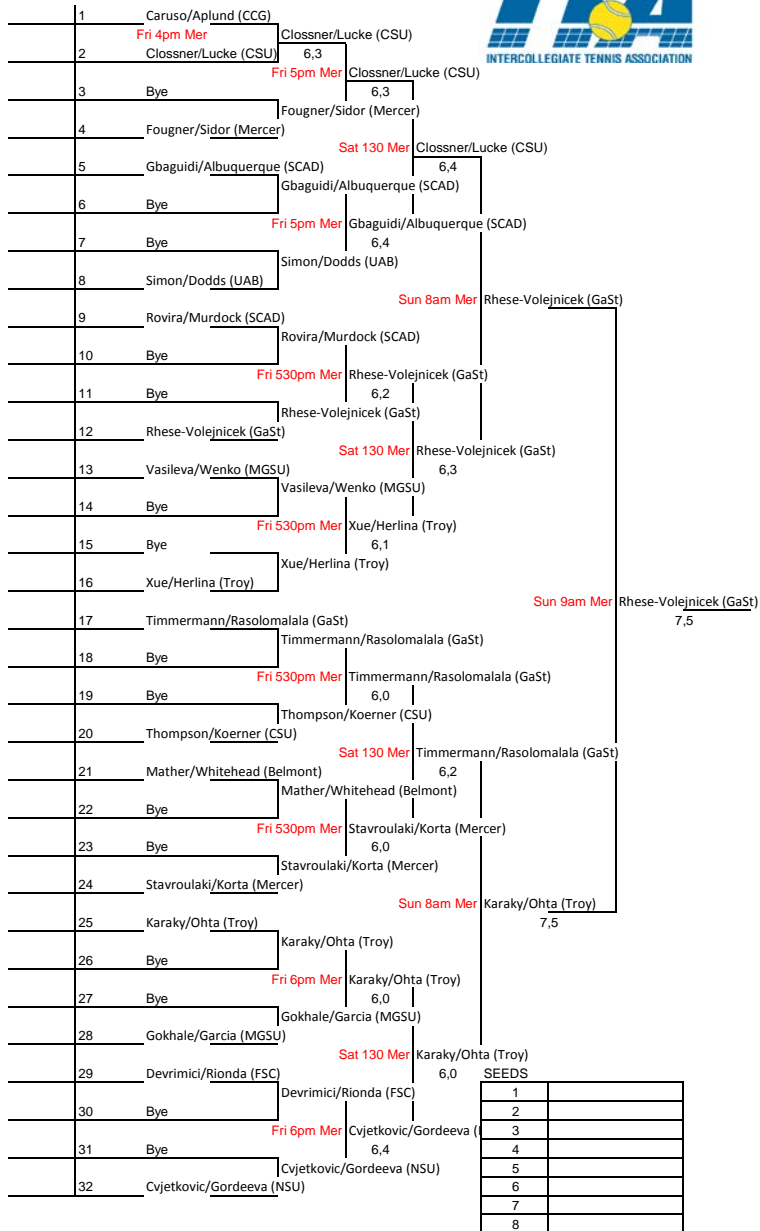 INTERCOLLEGIATE TENNIS ASSOCIATION
1 Caruso/Aplund (CCG)
Fri 4pm Mer Clossner/Lucke (CSU)
2 Clossner/Lucke (CSU) 6,3
Fri 5pm Mer Clossner/Lucke (CSU)
3 Bye 6,3
Fougner/Sidor (Mercer)
4 Fougner/Sidor (Mercer)
Sat 130 Mer Clossner/Lucke (CSU)
5 Gbaguidi/Albuquerque (SCAD) 6,4
Gbaguidi/Albuquerque (SCAD)
6 Bye
Fri 5pm Mer Gbaguidi/Albuquerque (SCAD)
7 Bye 6,4
Simon/Dodds (UAB)
8 Simon/Dodds (UAB)
Sun 8am Mer Rhese-Volejnicek (GaSt)
9 Rovira/Murdock (SCAD)
Rovira/Murdock (SCAD)
10 Bye
Fri 530pm Mer Rhese-Volejnicek (GaSt)
11 Bye 6,2
Rhese-Volejnicek (GaSt)
12 Rhese-Volejnicek (GaSt)
Sat 130 Mer Rhese-Volejnicek (GaSt)
13 Vasileva/Wenko (MGSU) 6,3
Vasileva/Wenko (MGSU)
14 Bye
Fri 530pm Mer Xue/Herlina (Troy)
15 Bye 6,1
Xue/Herlina (Troy)
16 Xue/Herlina (Troy)
Sun 9am Mer Rhese-Volejnicek (GaSt)
17 Timmermann/Rasolomalala (GaSt) 7,5
Timmermann/Rasolomalala (GaSt)
18 Bye
Fri 530pm Mer Timmermann/Rasolomalala (GaSt)
19 Bye 6,0
Thompson/Koerner (CSU)
20 Thompson/Koerner (CSU)
Sat 130 Mer Timmermann/Rasolomalala (GaSt)
21 Mather/Whitehead (Belmont) 6,2
Mather/Whitehead (Belmont)
22 Bye
Fri 530pm Mer Stavroulaki/Korta (Mercer)
23 Bye 6,0
Stavroulaki/Korta (Mercer)
24 Stavroulaki/Korta (Mercer)
Sun 8am Mer Karaky/Ohta (Troy)
25 Karaky/Ohta (Troy) 7,5
Karaky/Ohta (Troy)
26 Bye
Fri 6pm Mer Karaky/Ohta (Troy)
27 Bye 6,0
Gokhale/Garcia (MGSU)
28 Gokhale/Garcia (MGSU)
Sat 130 Mer Karaky/Ohta (Troy)
29 Devrimici/Rionda (FSC) 6,0 SEEDS
Devrimici/Rionda (FSC) 1
30 Bye 2
Fri 6pm Mer Cvjetkovic/Gordeeva ( 3
31 Bye 6,4 4
Cvjetkovic/Gordeeva (NSU) 5
32 Cvjetkovic/Gordeeva (NSU) 6
7
8